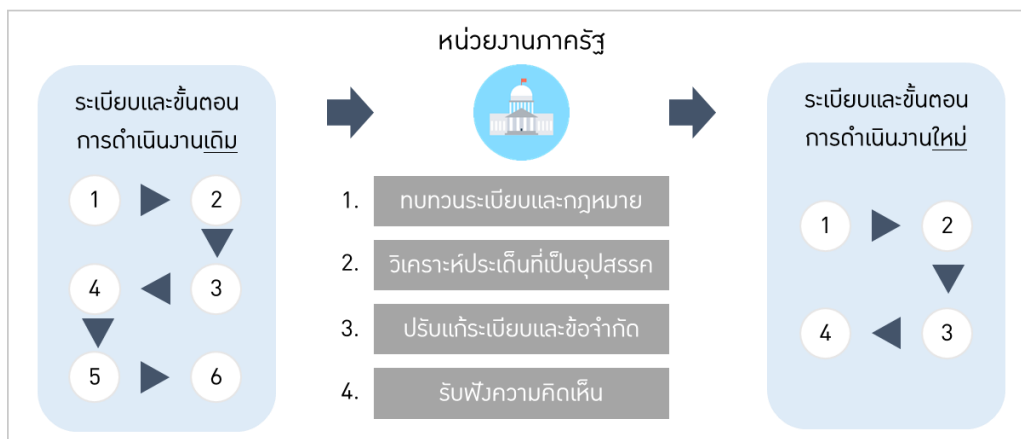 หน่วยงานภาครัฐ
ระเบียบและขั้นตอน
การดำเนินงานเดิม
1 2
4 3
5 6
1. ทบทวนระเบียบและกฎหมาย
2. วิเคราะห์ประเด็นที่เป็นอุปสรรค
3. ปรับแก้ระเบียบและข้อจำกัด
4. รับฟังความคิดเห็น
ระเบียบและขั้นตอน
การดำเนินงานใหม่
1 2
4 3